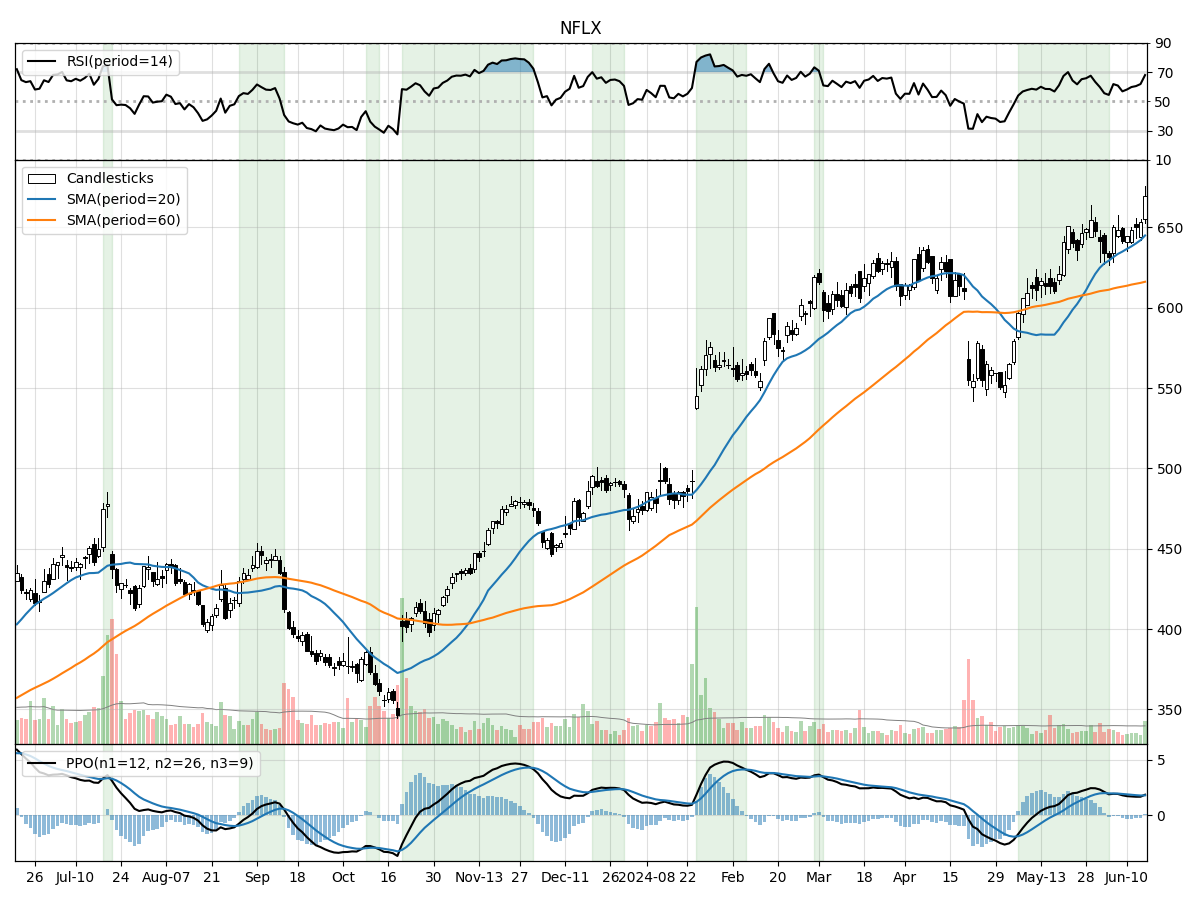 NFLX
RSI(period=14)
90
70
50
30
10
Candlesticks
SMA(period=20)
SMA(period=60)
650
600
550
500
450
400
350
PPO(n1=12, n2=26, n3=9)
5
0
26 Jul-10 24 Aug-07 21 Sep 18 Oct 16 30 Nov-13 27 Dec-11 26 2024-08 22 Feb 20 Mar 18 Apr 15 29 May-13 28 Jun-10